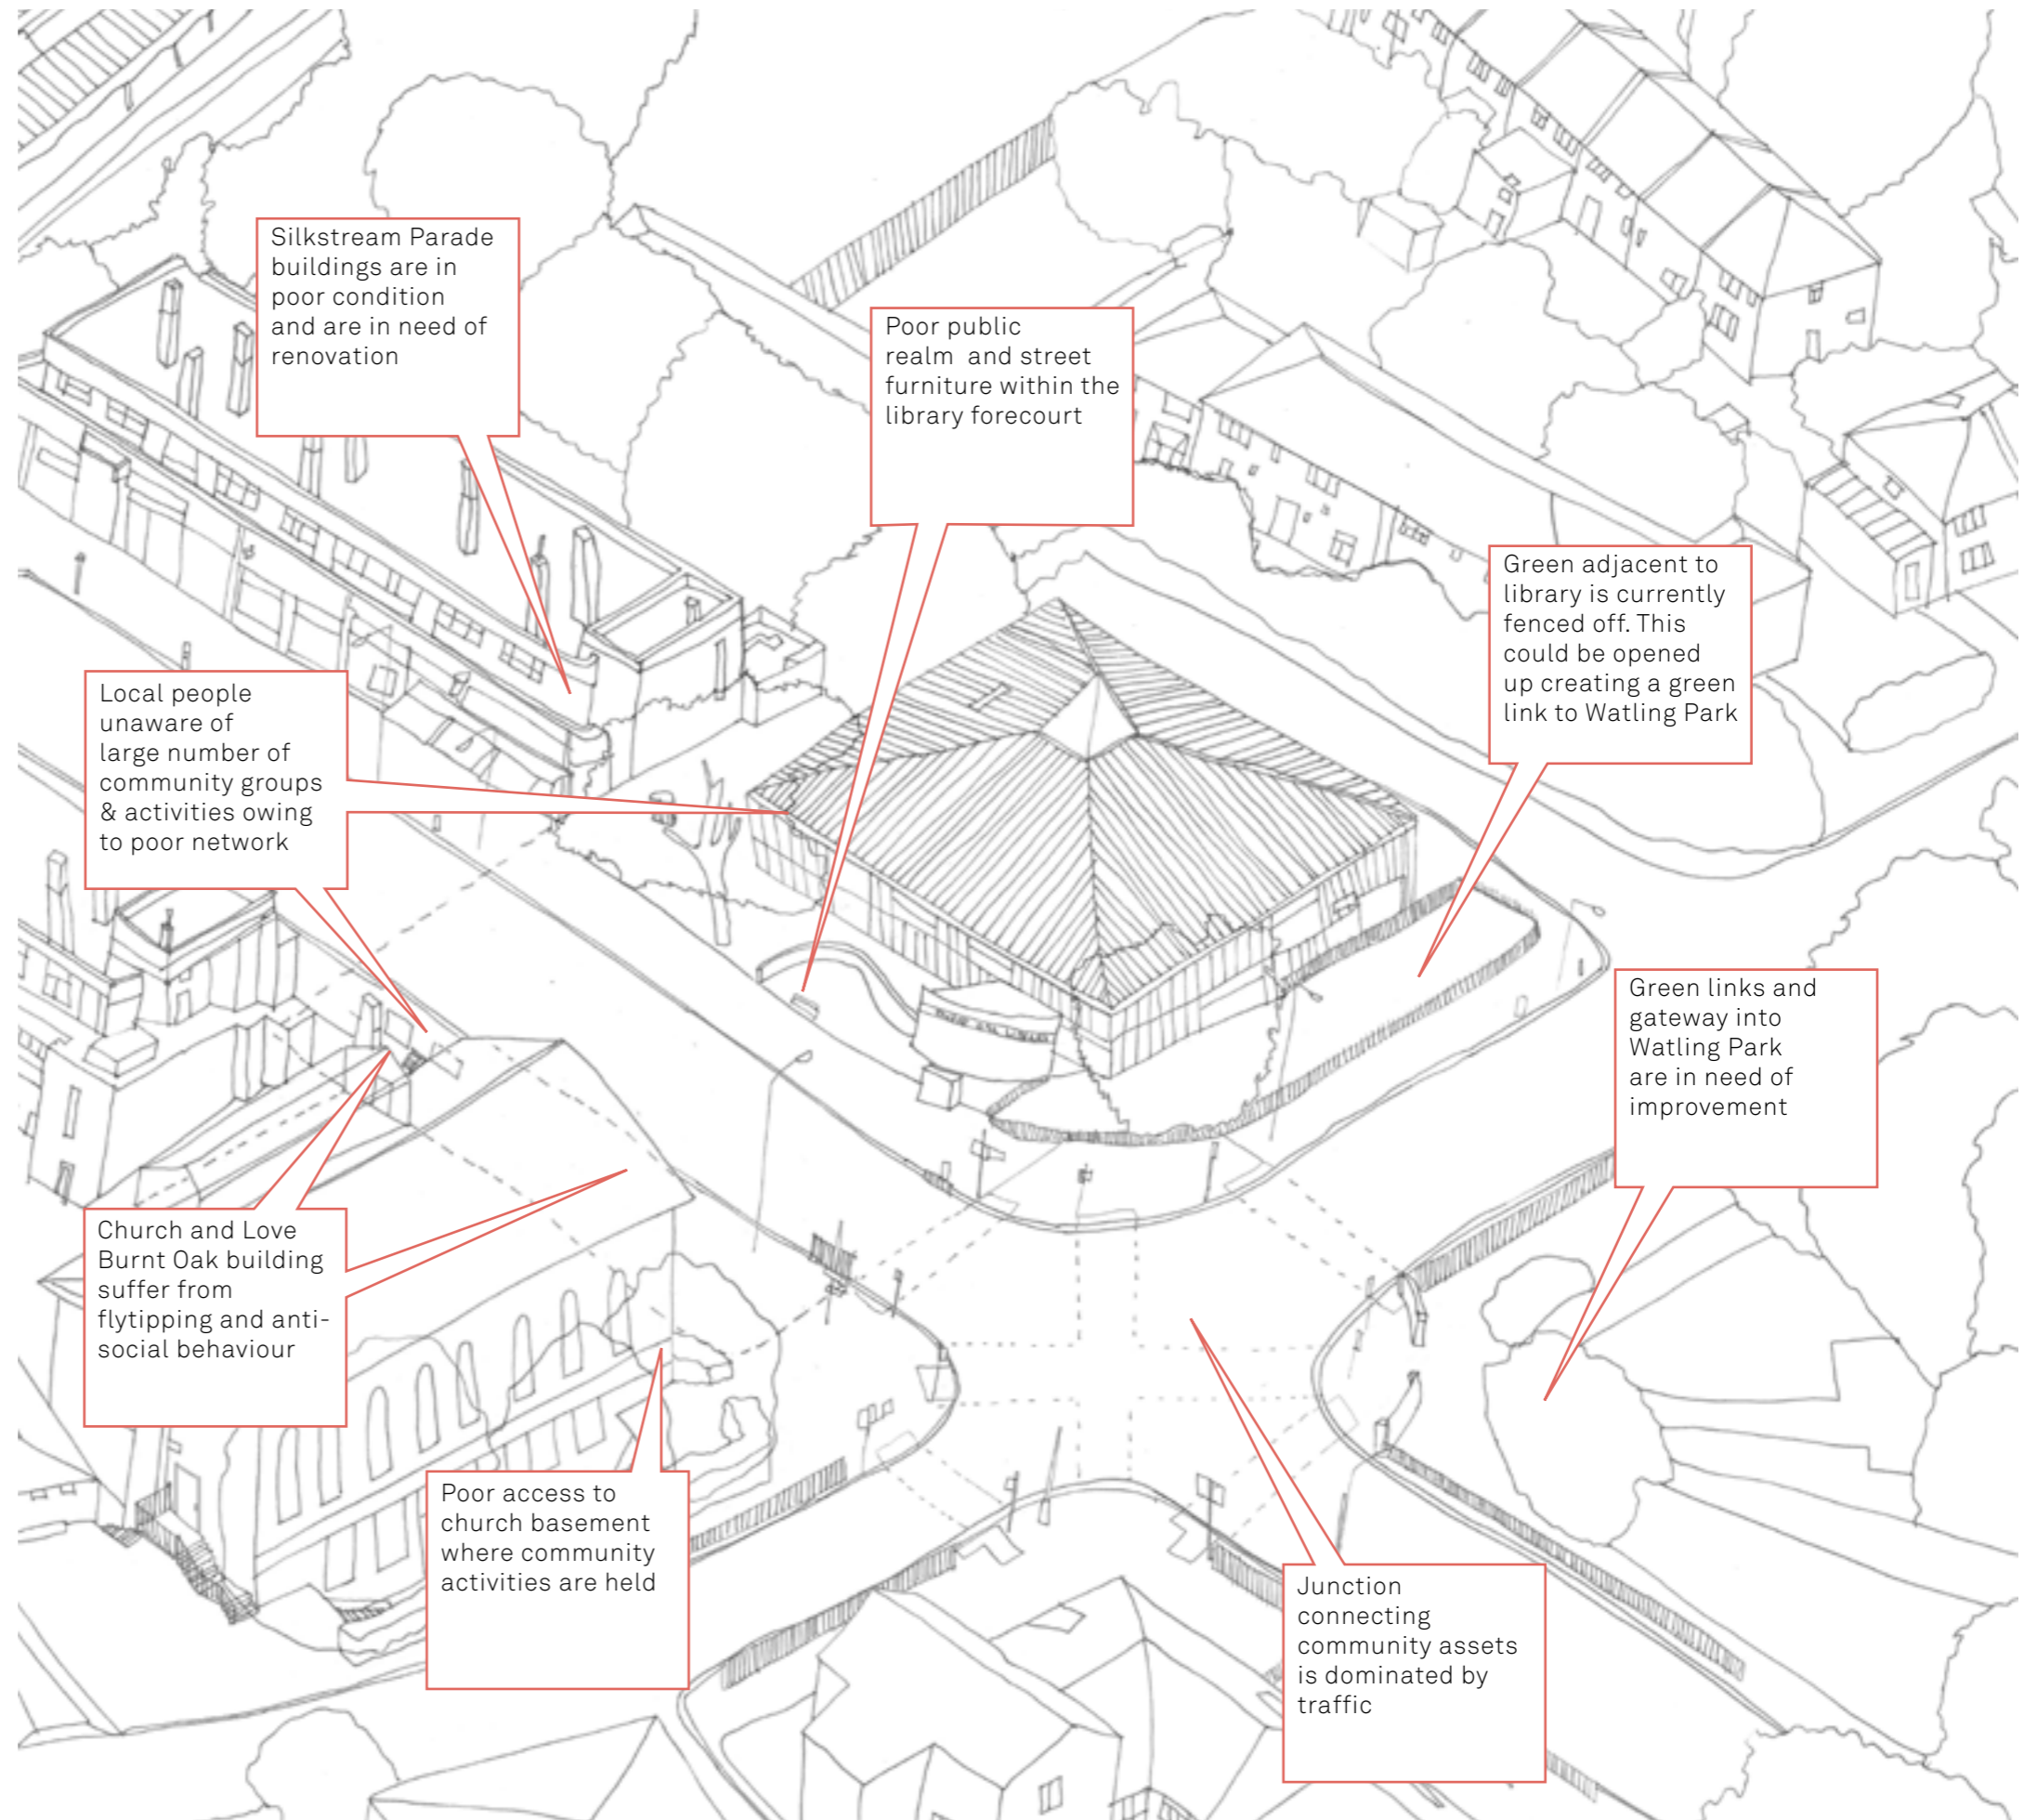 Silkstream Parade
buildings are in
poor condition
and are in need of
renovation
Poor public
realm and street
furniture within the
library forecourt
Green adjacent to
library is currently
fenced off. This
could be opened
up creating a green
link to Watling Park
Local people
unaware of
large number of
community groups
& activities owing
to poor network
Green links and
gateway into
Watling Park
are in need of
improvement
Church and Love
Burnt Oak building
suffer from
flytipping and anti-
social behaviour
Poor access to
church basement
where community
activities are held
Junction
connecting
community assets
is dominated by
traffic